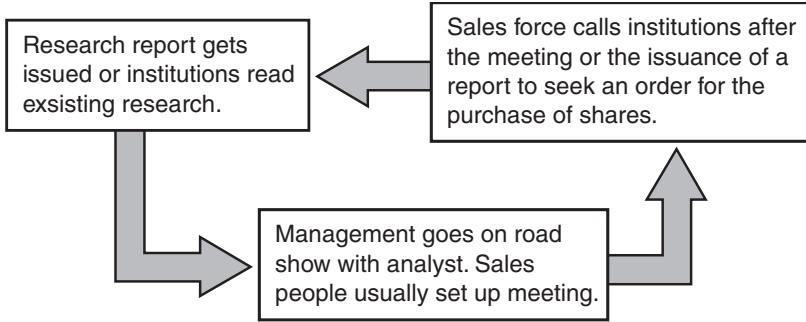 Research report gets
issued or institutions read
exsisting research.
Sales force calls institutions after
the meeting or the issuance of a
report to seek an order for the
purchase of shares.
Management goes on road
show with analyst. Sales
people usually set up meeting.